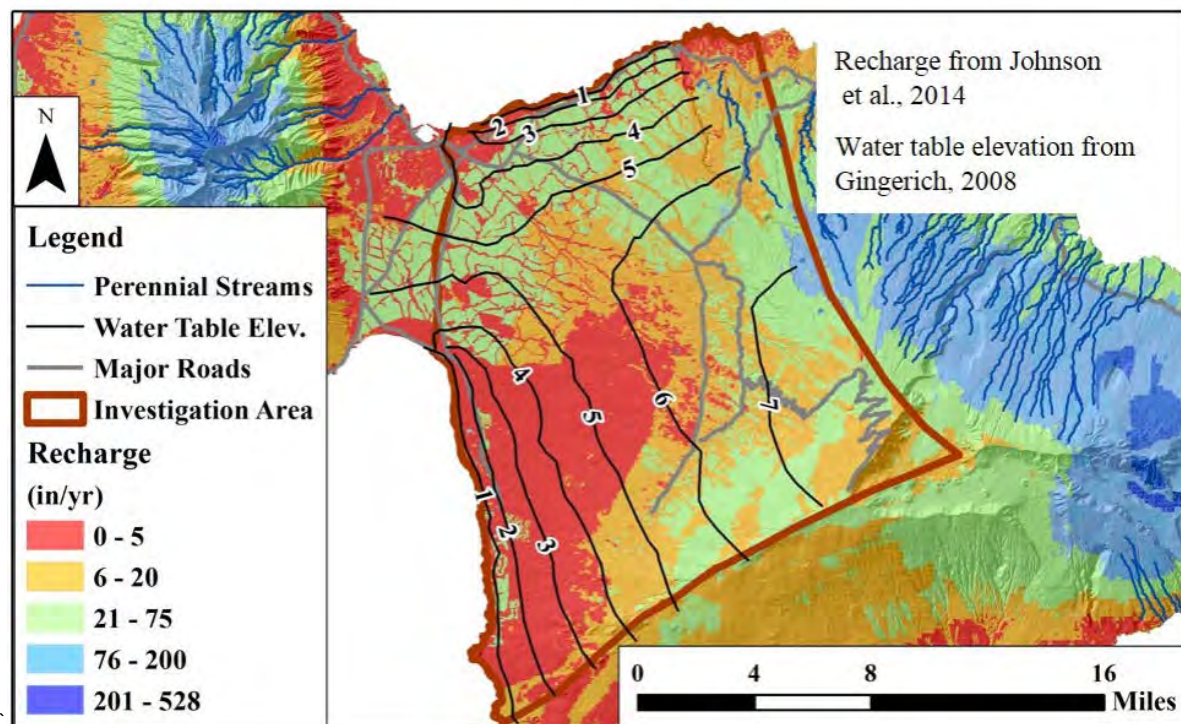 Recharge from Johnson
et al., 2014
Water table elevation from
Gingerich, 2008
N
Legend
Perennial Streams
Water Table Elev.
Major Roads
Investigation Area
Recharge
(in/yr)
0 - 5
6 - 20
21 - 75
76 - 200
201 - 528
1
2
3
4
5
6
7
4
5
1
2
3
0 4 8 16
Miles